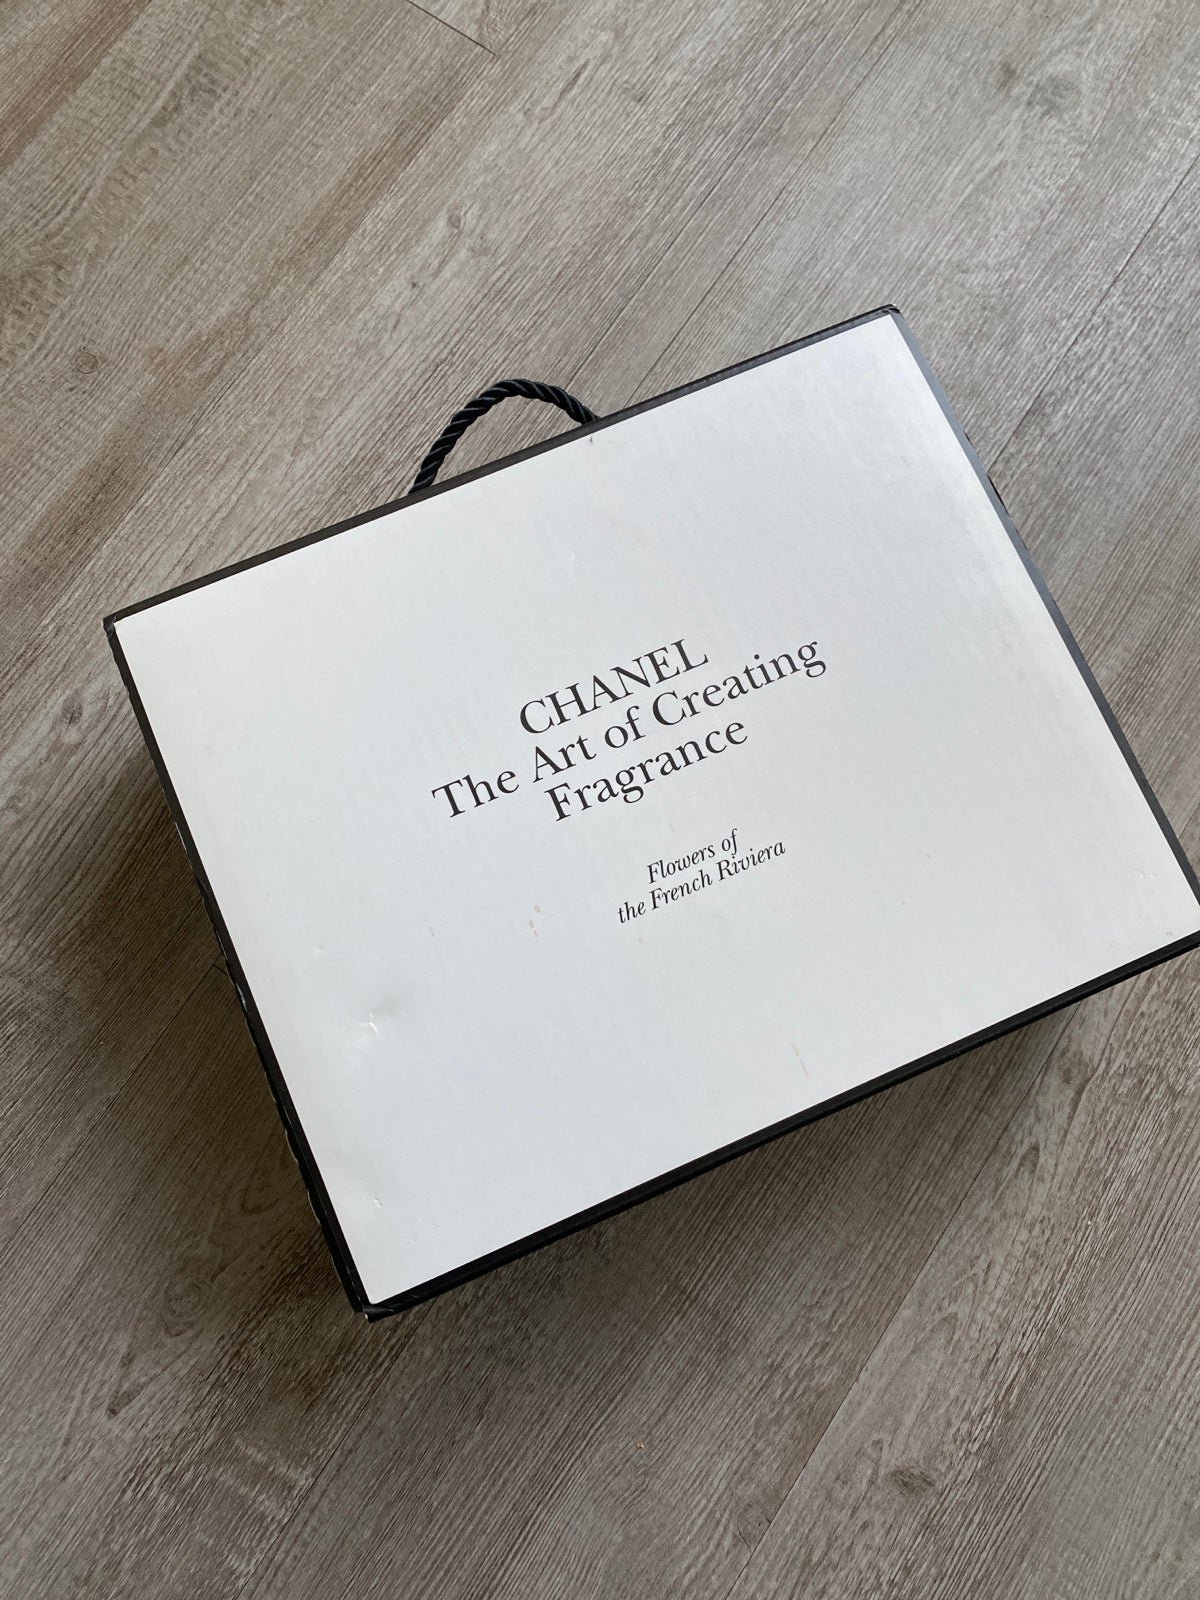 CHANEL
The Art of Creating
Fragrance
Flowers of
the French Riviera